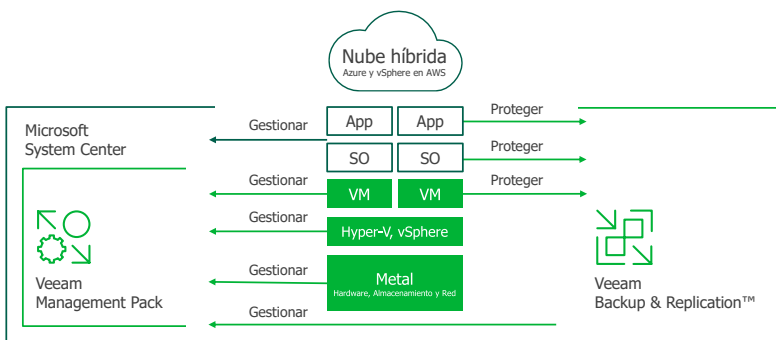 Nube híbrida
Azure y vSphere en AWS
Microsoft
System Center
Gestionar
App
App
Proteger
SO
SO
Proteger
Gestionar
VM
VM
Proteger
Gestionar
Hyper-V, vSphere
Gestionar
Metal
Hardware, Almacenamiento y Red
Veeam
Management Pack
Veeam
Backup & Replication™
Gestionar